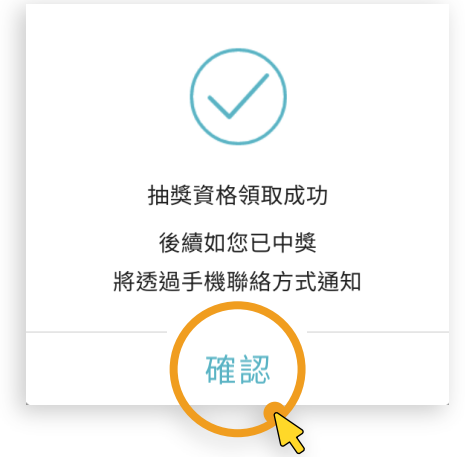 抽獎資格領取成功
後續如您已中獎
將透過手機聯絡方式通知
確認